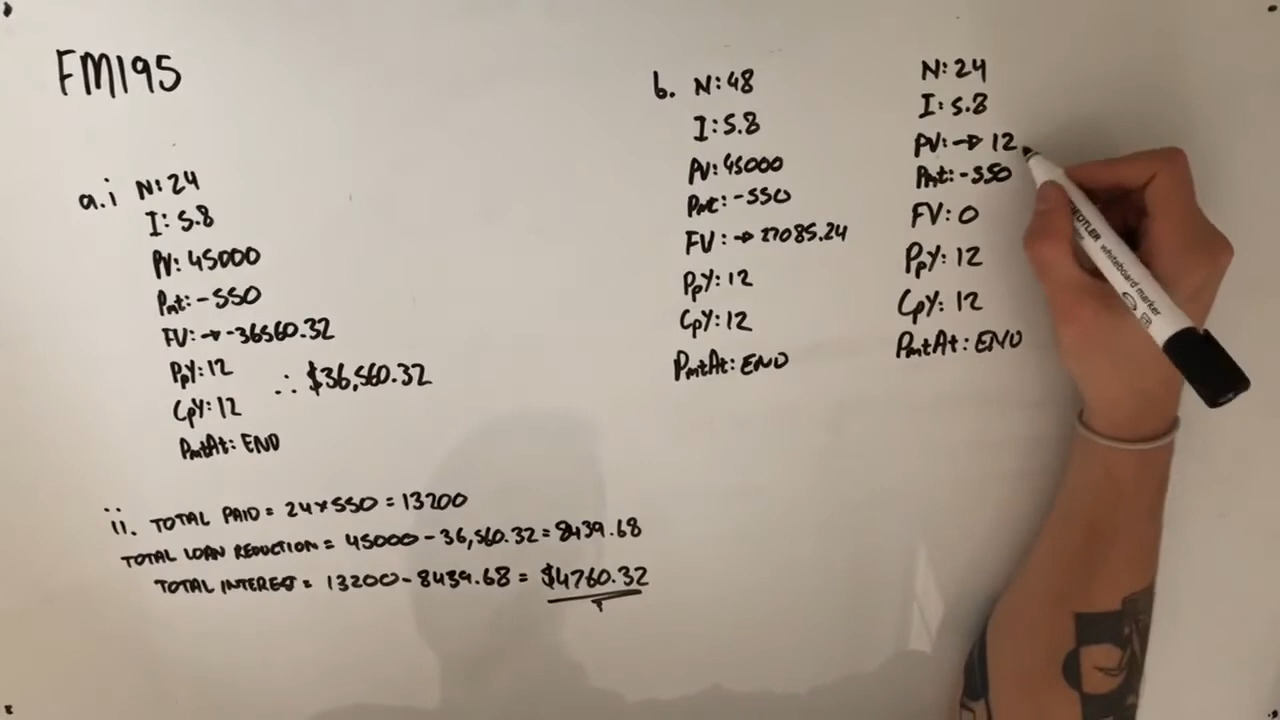 FM195
a.i N: 24
I: 5.8
PV: 45000
Pmt: -550
FV: → -36560.32
PpY: 12
CpY: 12
PmtAt: END
∴ $36,560.32
ii. TOTAL PAID = 24 × 550 = 13200
TOTAL LOAN REDUCTION = 45000 - 36,560.32 = 8439.68
TOTAL INTEREST = 13200 - 8439.68 = $4760.32
b. N: 48
I: 5.8
PV: 45000
Pmt: -550
FV: → 27085.24
PpY: 12
CpY: 12
PmtAt: END
N: 24
I: 5.8
PV: → 12
Pmt: -550
FV: 0
PpY: 12
CpY: 12
PmtAt: END
STAEDTLER whiteboard marker